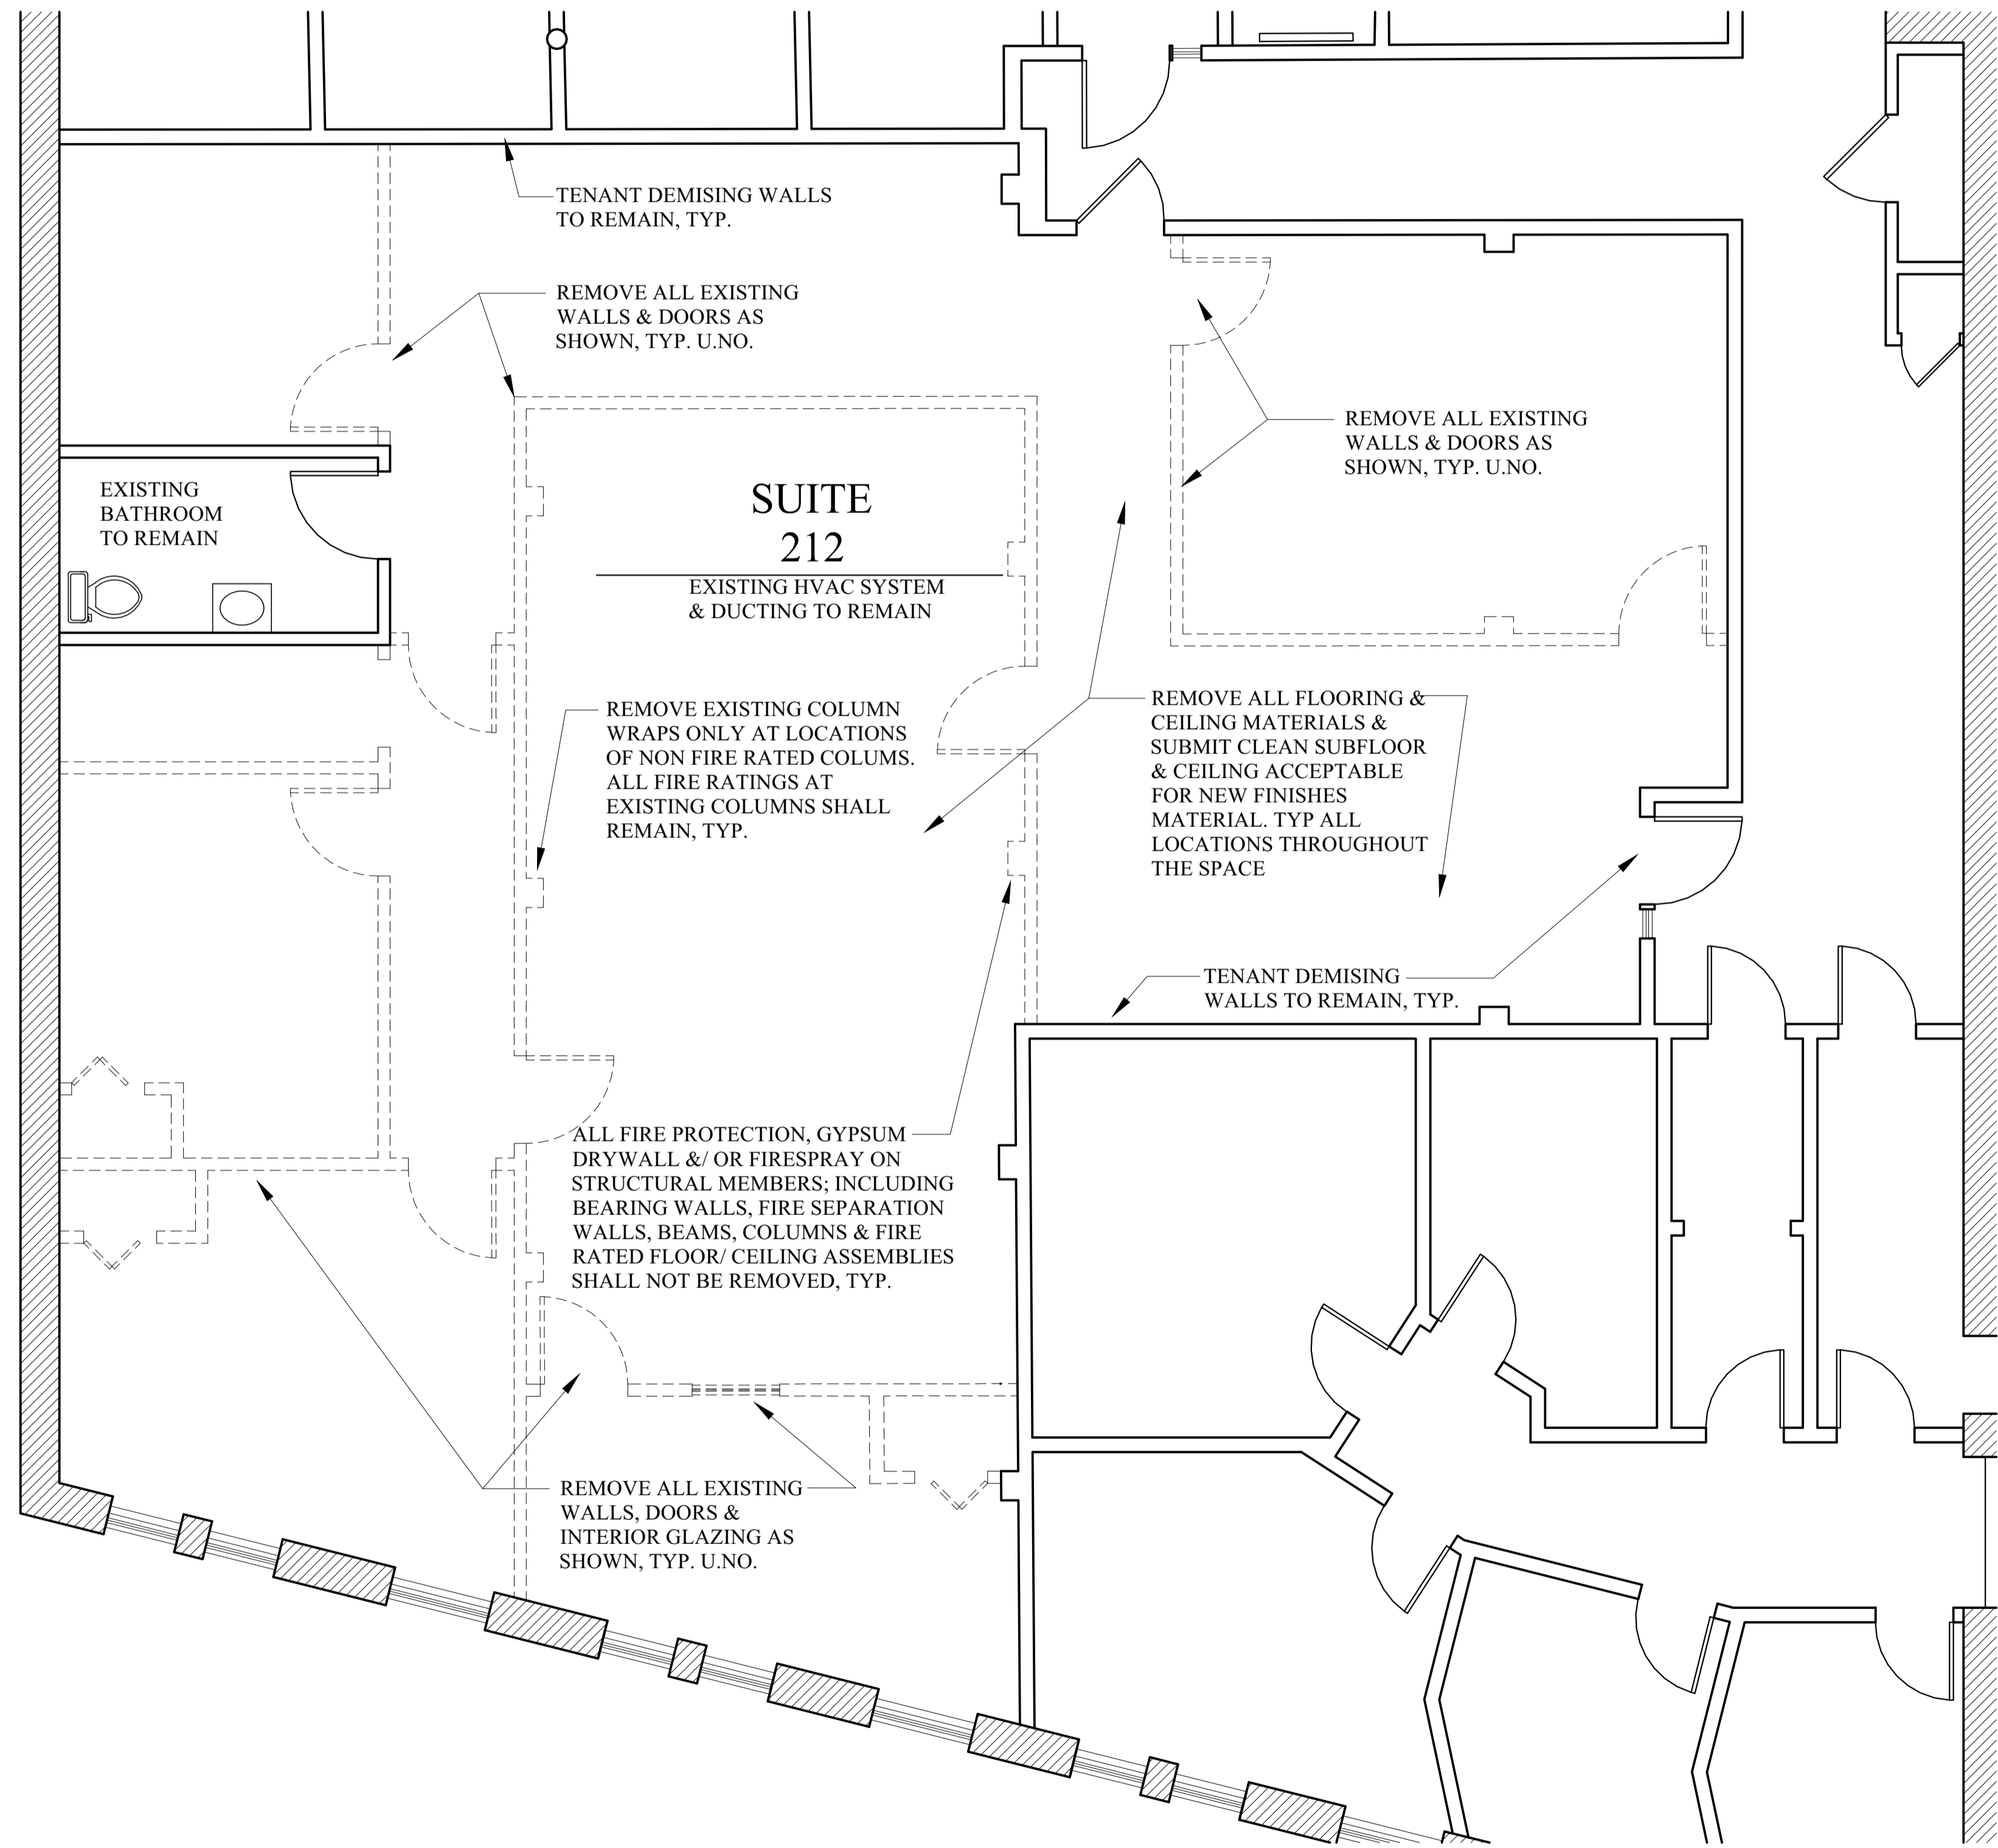 TENANT DEMISING WALLS
TO REMAIN, TYP.
REMOVE ALL EXISTING
WALLS & DOORS AS
SHOWN, TYP. U.NO.
REMOVE ALL EXISTING
WALLS & DOORS AS
SHOWN, TYP. U.NO.
EXISTING
BATHROOM
TO REMAIN
SUITE
212
EXISTING HVAC SYSTEM
& DUCTING TO REMAIN
REMOVE EXISTING COLUMN
WRAPS ONLY AT LOCATIONS
OF NON FIRE RATED COLUMS.
ALL FIRE RATINGS AT
EXISTING COLUMNS SHALL
REMAIN, TYP.
REMOVE ALL FLOORING &
CEILING MATERIALS &
SUBMIT CLEAN SUBFLOOR
& CEILING ACCEPTABLE
FOR NEW FINISHES
MATERIAL. TYP ALL
LOCATIONS THROUGHOUT
THE SPACE
TENANT DEMISING
WALLS TO REMAIN, TYP.
ALL FIRE PROTECTION, GYPSUM
DRYWALL &/ OR FIRESPRAY ON
STRUCTURAL MEMBERS; INCLUDING
BEARING WALLS, FIRE SEPARATION
WALLS, BEAMS, COLUMNS & FIRE
RATED FLOOR/ CEILING ASSEMBLIES
SHALL NOT BE REMOVED, TYP.
REMOVE ALL EXISTING
WALLS, DOORS &
INTERIOR GLAZING AS
SHOWN, TYP. U.NO.